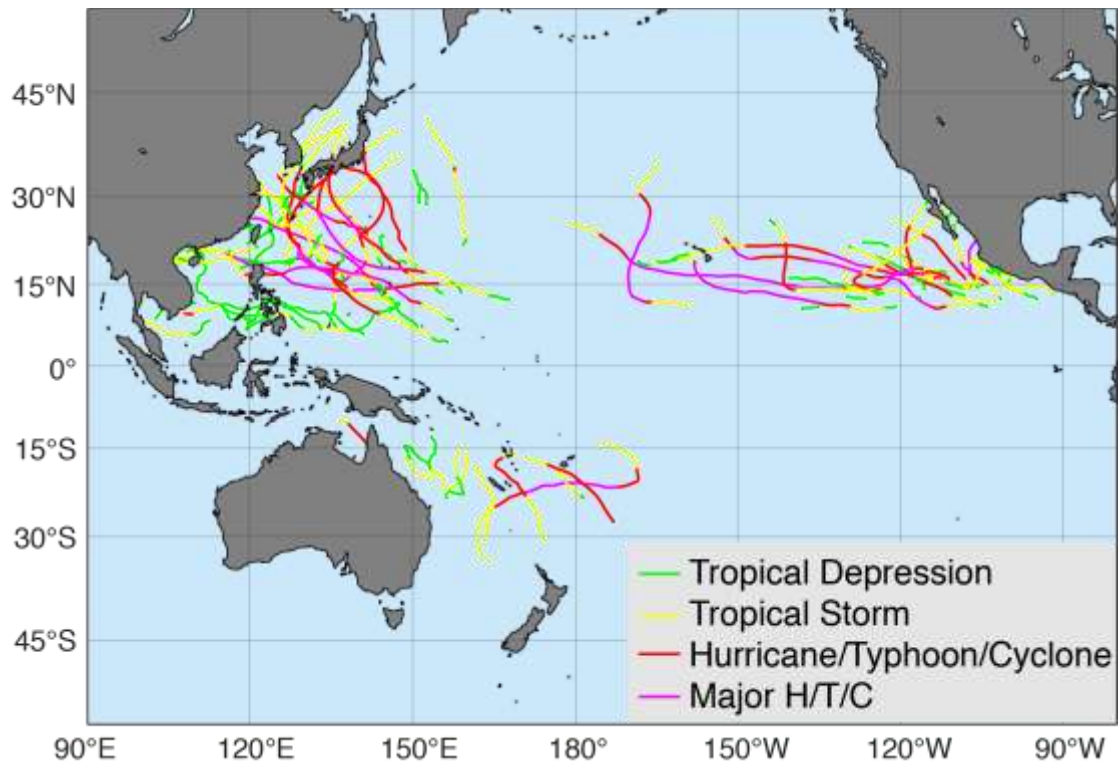 45°N
30°N
15°N
0°
15°S
30°S
45°S
Tropical Depression
Tropical Storm
Hurricane/Typhoon/Cyclone
Major H/T/C
90°E 120°E 150°E 180° 150°W 120°W 90°W